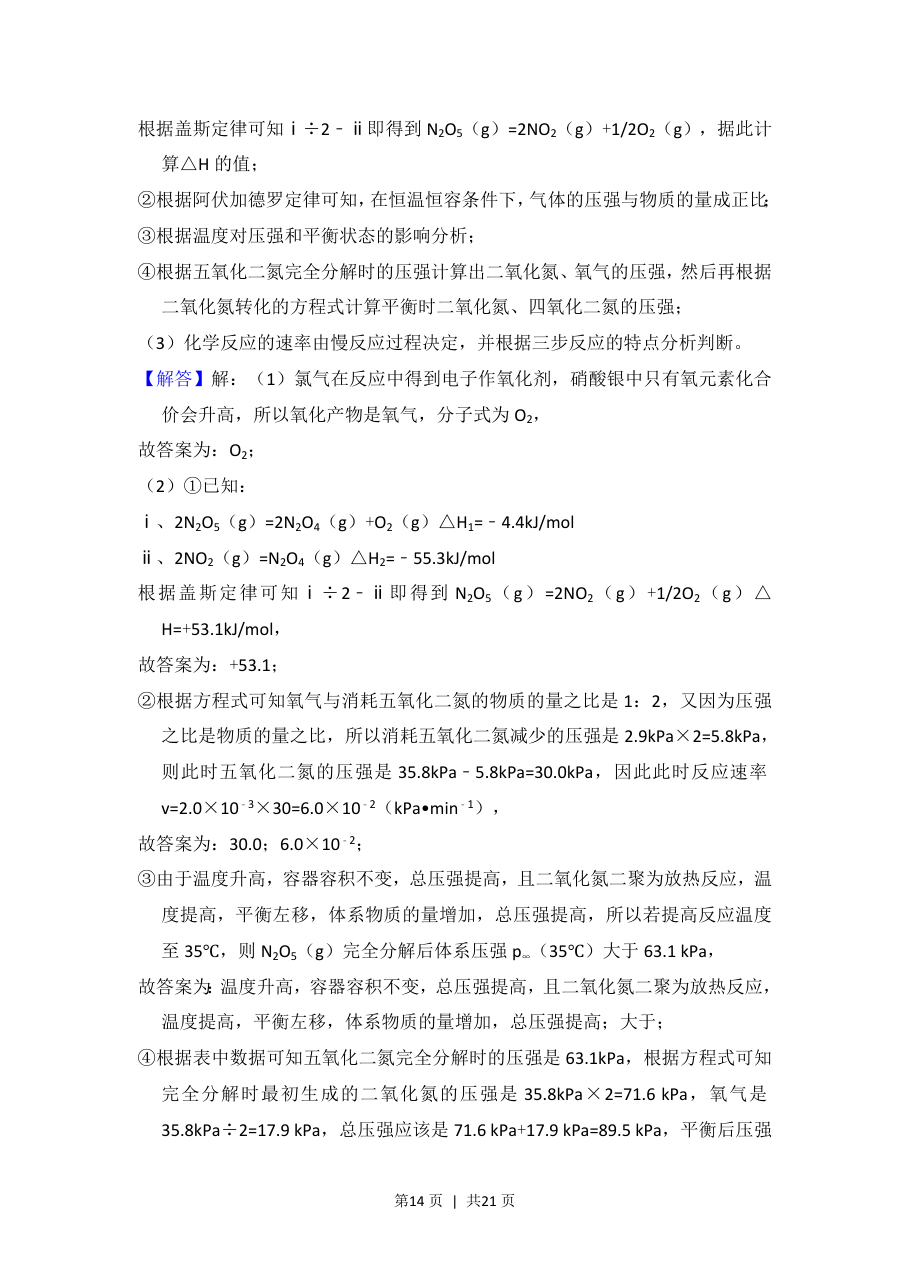 根据盖斯定律可知ⅰ÷2﹣ⅱ即得到 N₂O₅（g）=2NO₂（g）+1/2O₂（g），据此计
算△H 的值；
②根据阿伏加德罗定律可知，在恒温恒容条件下，气体的压强与物质的量成正比；
③根据温度对压强和平衡状态的影响分析；
④根据五氧化二氮完全分解时的压强计算出二氧化氮、氧气的压强，然后再根据
二氧化氮转化的方程式计算平衡时二氧化氮、四氧化二氮的压强；
（3）化学反应的速率由慢反应过程决定，并根据三步反应的特点分析判断。
【解答】解：（1）氯气在反应中得到电子作氧化剂，硝酸银中只有氧元素化合
价会升高，所以氧化产物是氧气，分子式为 O₂，
故答案为：O₂；
（2）①已知：
ⅰ、2N₂O₅（g）=2N₂O₄（g）+O₂（g）△H₁=﹣4.4kJ/mol
ⅱ、2NO₂（g）=N₂O₄（g）△H₂=﹣55.3kJ/mol
根据盖斯定律可知ⅰ÷2﹣ⅱ即得到 N₂O₅（g）=2NO₂（g）+1/2O₂（g）△
H=+53.1kJ/mol，
故答案为：+53.1；
②根据方程式可知氧气与消耗五氧化二氮的物质的量之比是 1：2，又因为压强
之比是物质的量之比，所以消耗五氧化二氮减少的压强是 2.9kPa×2=5.8kPa，
则此时五氧化二氮的压强是 35.8kPa﹣5.8kPa=30.0kPa，因此此时反应速率
v=2.0×10⁻³×30=6.0×10⁻²（kPa•min⁻¹），
故答案为：30.0；6.0×10⁻²；
③由于温度升高，容器容积不变，总压强提高，且二氧化氮二聚为放热反应，温
度提高，平衡左移，体系物质的量增加，总压强提高，所以若提高反应温度
至 35℃，则 N₂O₅（g）完全分解后体系压强 p∞（35℃）大于 63.1 kPa，
故答案为：温度升高，容器容积不变，总压强提高，且二氧化氮二聚为放热反应，
温度提高，平衡左移，体系物质的量增加，总压强提高；大于；
④根据表中数据可知五氧化二氮完全分解时的压强是 63.1kPa，根据方程式可知
完全分解时最初生成的二氧化氮的压强是 35.8kPa×2=71.6 kPa，氧气是
35.8kPa÷2=17.9 kPa，总压强应该是 71.6 kPa+17.9 kPa=89.5 kPa，平衡后压强
第14 页 | 共21 页